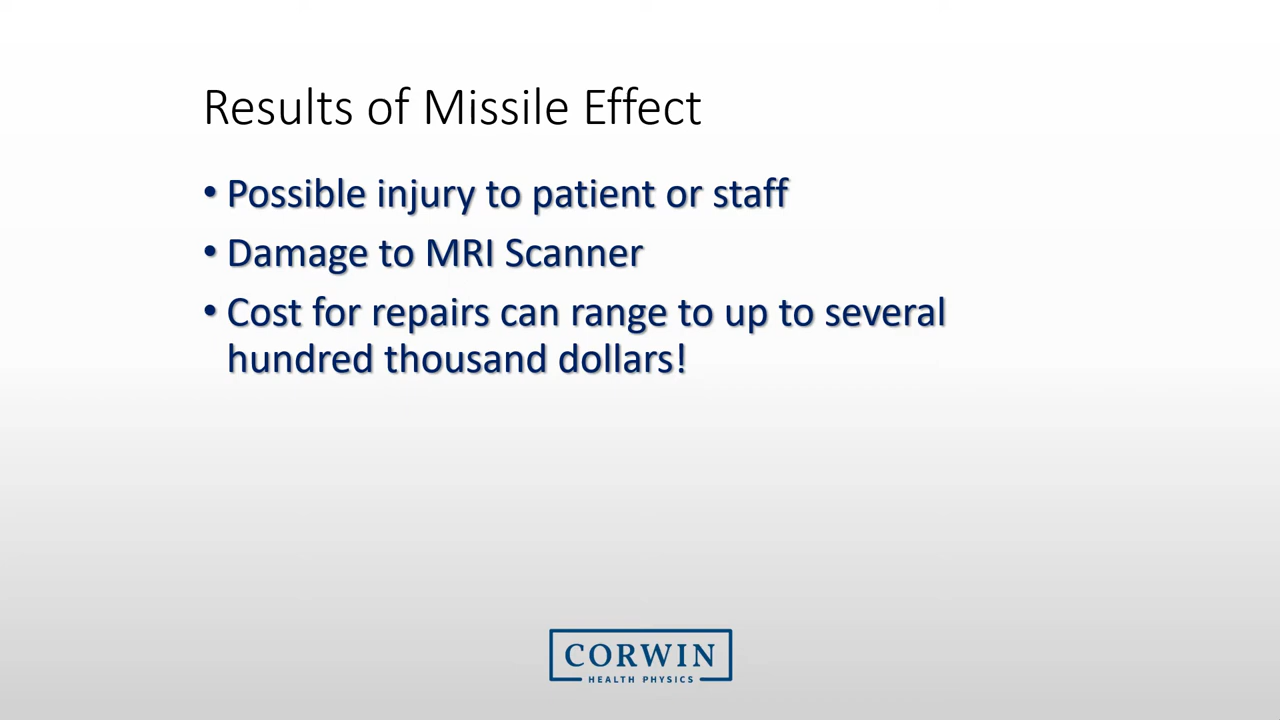 Results of Missile Effect
• Possible injury to patient or staff
• Damage to MRI Scanner
• Cost for repairs can range to up to several
hundred thousand dollars!
CORWIN
HEALTH PHYSICS